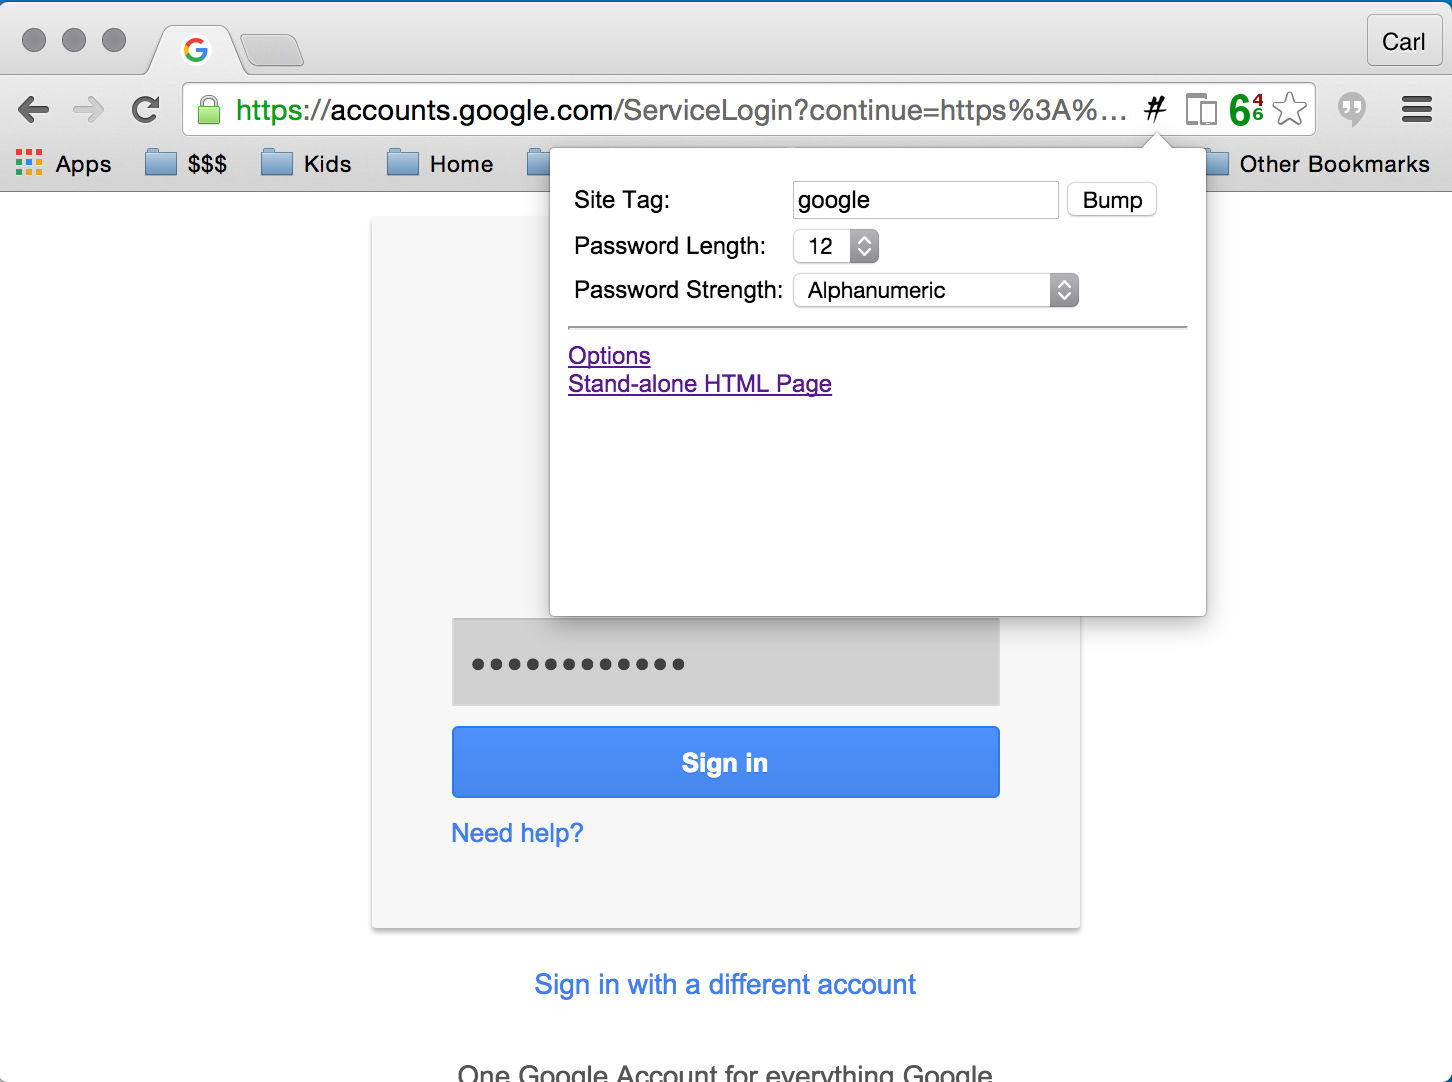 Carl
https://accounts.google.com/ServiceLogin?continue=https%3A%... # 6 4 6
Apps $$$ Kids Home Other Bookmarks
Site Tag: google Bump
Password Length: 12
Password Strength: Alphanumeric
Options
Stand-alone HTML Page
••••••••••••
Sign in
Need help?
Sign in with a different account
One Google Account for everything Google